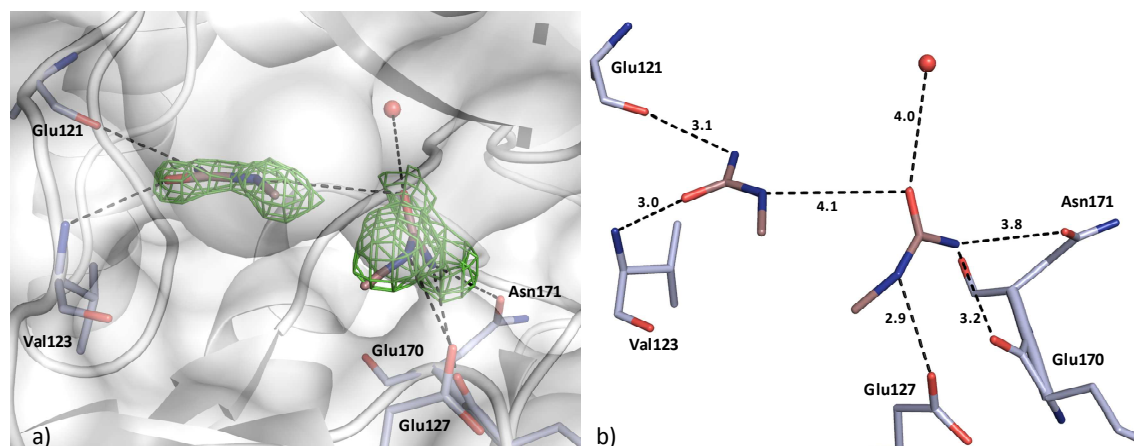 Glu121
Val123
Asn171
Glu170
Glu127
a)
Glu121
3.1
3.0
Val123
4.0
4.1
Asn171
3.8
2.9
3.2
Glu170
Glu127
b)